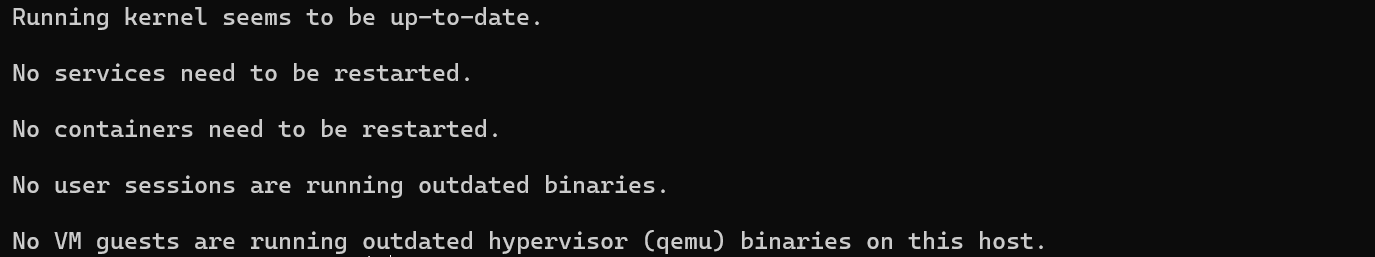 Running kernel seems to be up-to-date.
No services need to be restarted.
No containers need to be restarted.
No user sessions are running outdated binaries.
No VM guests are running outdated hypervisor (qemu) binaries on this host.